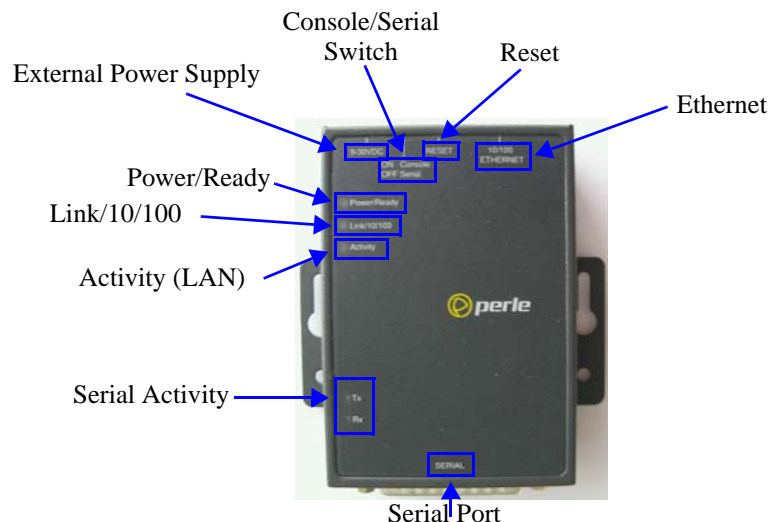 Console/Serial
Switch
Reset
External Power Supply
Ethernet
9-30VDC
RESET
10/100
ETHERNET
ON : Console
OFF Serial
Power/Ready
Power/Ready
Link/10/100
Link/10/100
Activity
Activity (LAN)
perle
Serial Activity
Tx
Rx
SERIAL
Serial Port